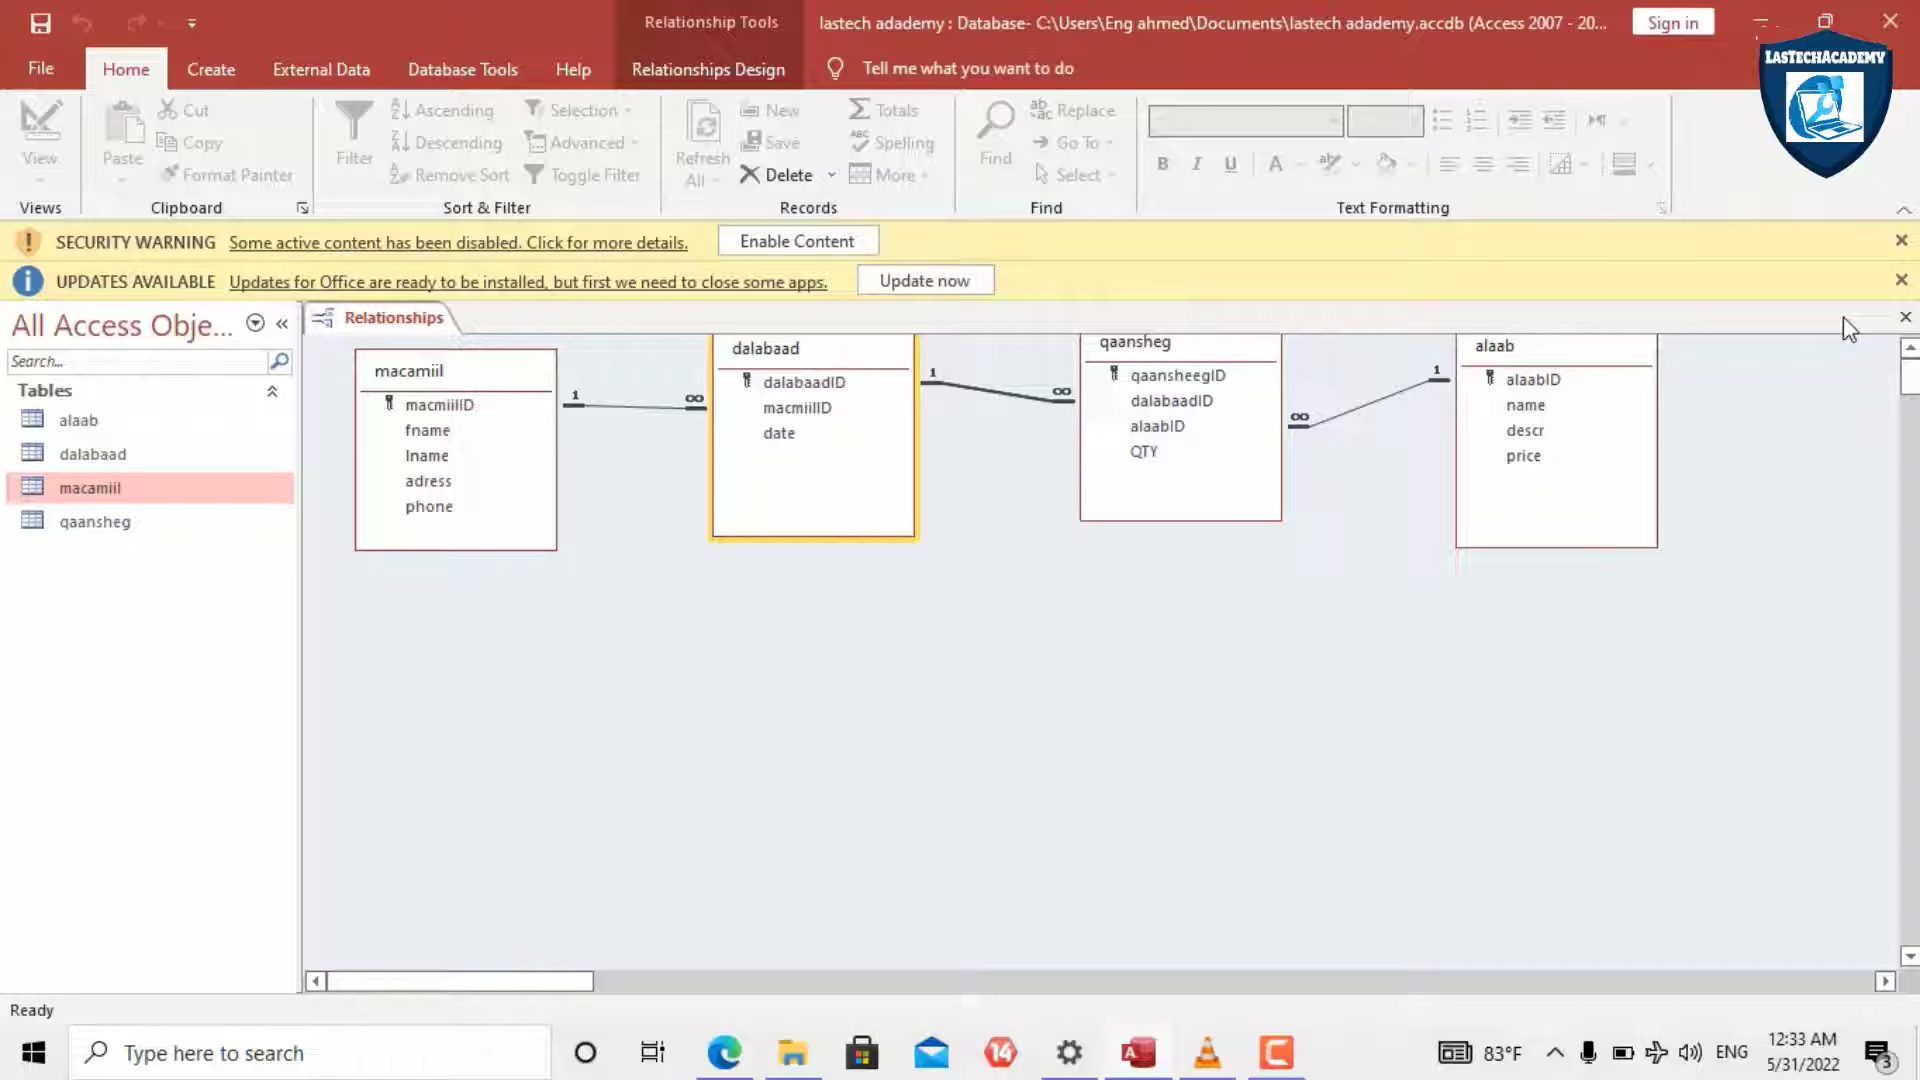 Relationship Tools
lastech adademy : Database- C:\Users\Eng ahmed\Documents\lastech adademy.accdb (Access 2007 - 20...
Sign in
File
Home
Create
External Data
Database Tools
Help
Relationships Design
Tell me what you want to do
LASTECHACADEMY
View
Paste
Cut
Copy
Format Painter
Filter
Ascending
Descending
Remove Sort
Selection
Advanced
Toggle Filter
Refresh
All
New
Save
Delete
Totals
Spelling
More
Find
Replace
Go To
Select
B I U A
Views
Clipboard
Sort & Filter
Records
Find
Text Formatting
SECURITY WARNING Some active content has been disabled. Click for more details. Enable Content
UPDATES AVAILABLE Updates for Office are ready to be installed, but first we need to close some apps. Update now
All Access Obje...
Search...
Tables
alaab
dalabaad
macamiil
qaansheg
Relationships
macamiil
macmiilID
fname
lname
adress
phone
1 ∞
dalabaad
dalabaadID
macmiilID
date
1 ∞
qaansheg
qaansheegID
dalabaadID
alaabID
QTY
∞ 1
alaab
alaabID
name
descr
price
Ready
Type here to search
14
83°F
ENG
12:33 AM
5/31/2022
3